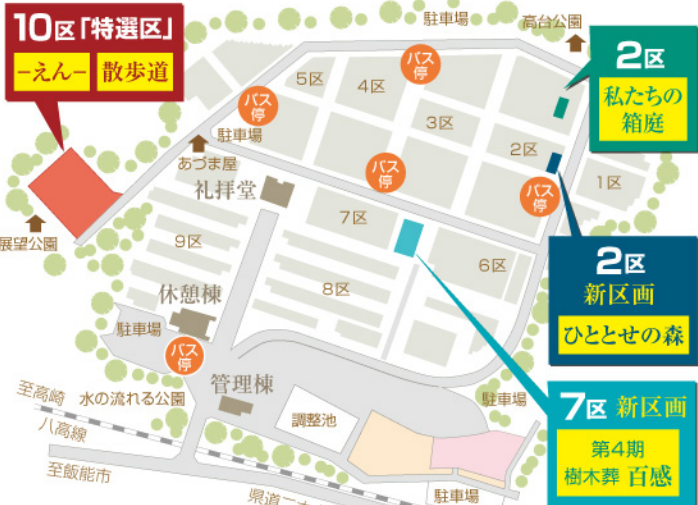 10区「特選区」
–えん– 散歩道
駐車場
高台公園
2区
私たちの
箱庭
5区
4区
バス
停
バス
停
3区
駐車場
あづま屋
2区
バス
停
バス
停
1区
礼拝堂
展望公園
7区
6区
9区
8区
2区
新区画
ひととせの森
休憩棟
駐車場
バス
停
管理棟
駐車場
至高崎
水の流れる公園
調整池
7区 新区画
第4期
樹木葬 百感
八高線
至飯能市
駐車場